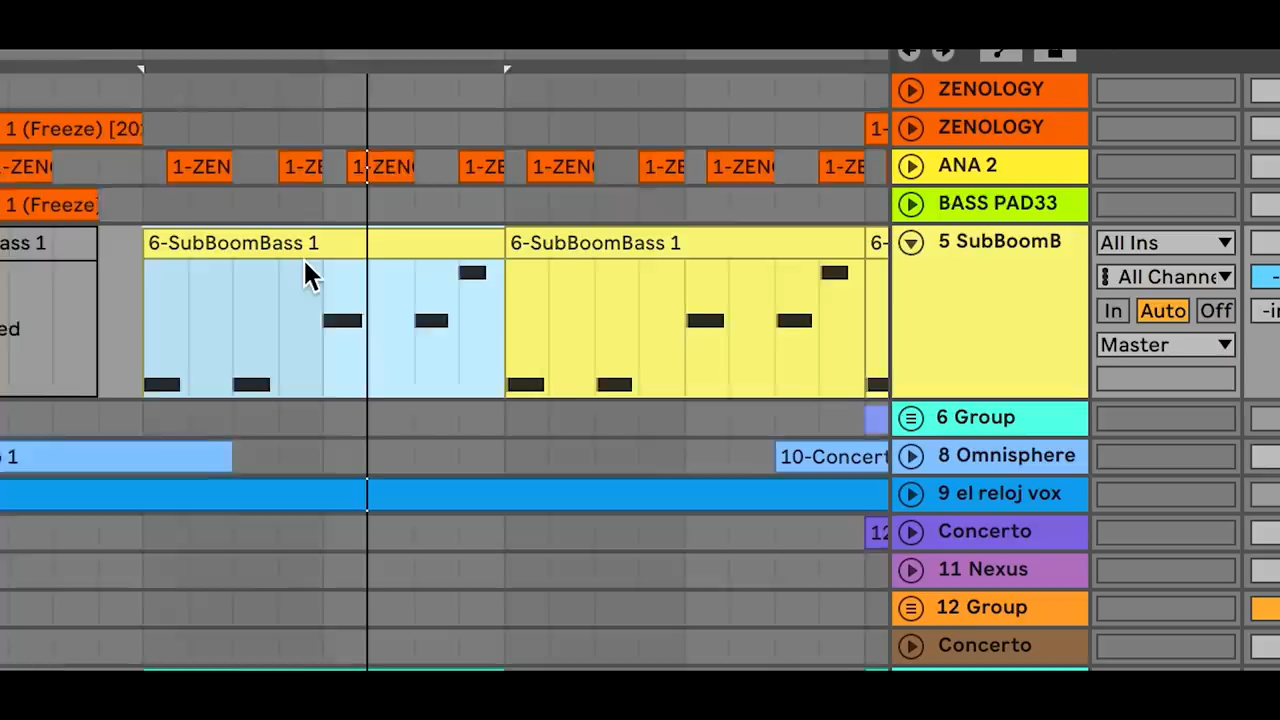 ZENOLOGY
1 (Freeze) [20
1-
ZENOLOGY
-ZEN
1-ZEN
1-ZE
1-ZEN
1-ZE
1-ZEN
1-ZE
1-ZEN
1-ZE
ANA 2
1 (Freeze)
BASS PAD33
ass 1
6-SubBoomBass 1
6-SubBoomBass 1
6-
5 SubBoomB
All Ins
All Channe
ed
In
Auto
Off
-in
Master
6 Group
1
10-Concert
8 Omnisphere
9 el reloj vox
12
Concerto
11 Nexus
12 Group
Concerto